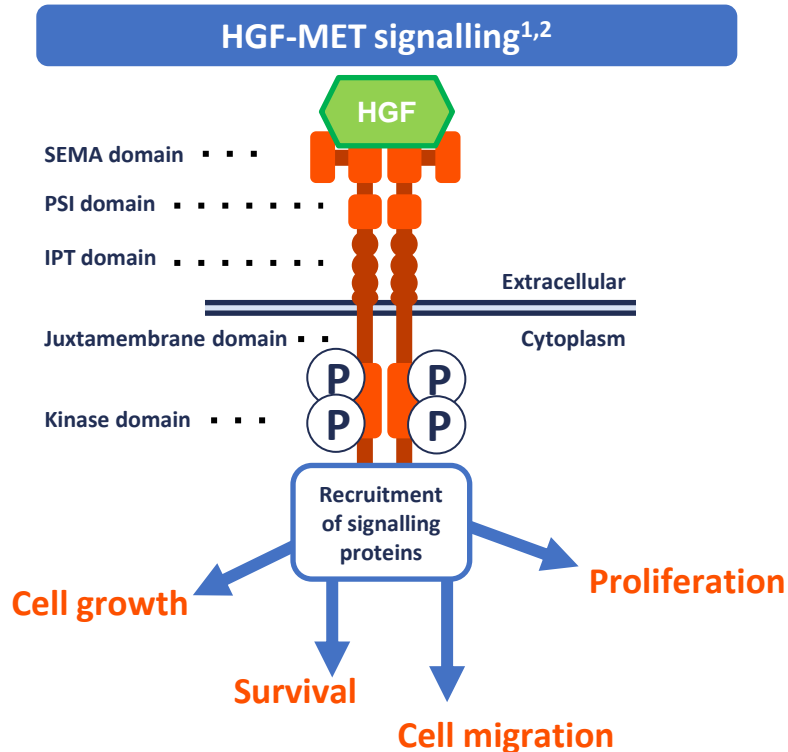 HGF-MET signalling1,2
HGF
SEMA domain
PSI domain
IPT domain
Extracellular
Juxtamembrane domain
Cytoplasm
P P
Kinase domain
P P
Recruitment
of signalling
proteins
Cell growth
Proliferation
Survival
Cell migration